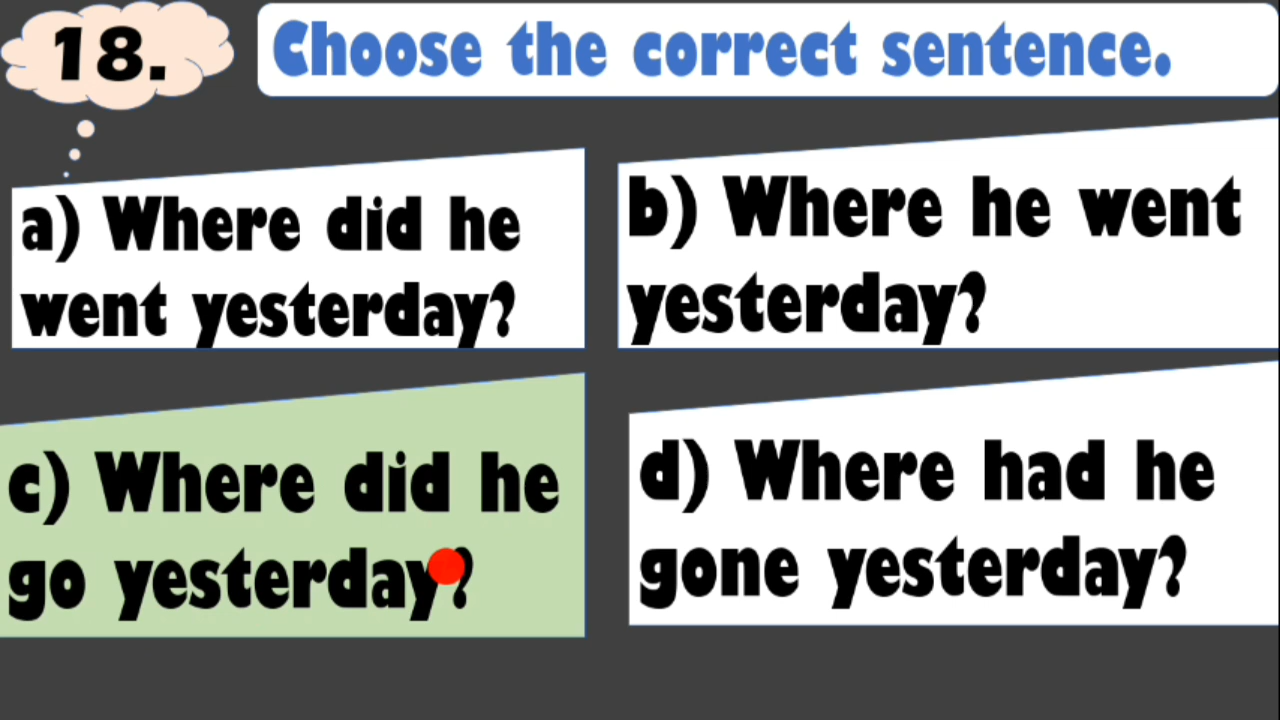 18.
Choose the correct sentence.
a) Where did he
went yesterday?
b) Where he went
yesterday?
c) Where did he
go yesterday?
d) Where had he
gone yesterday?